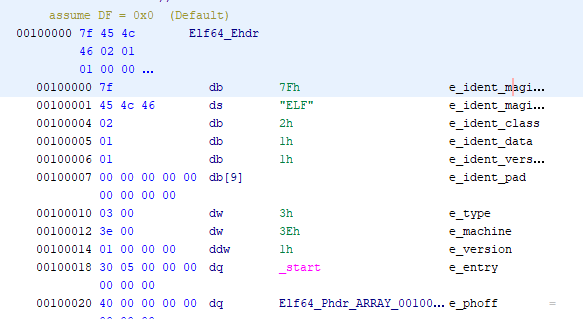 assume DF = 0x0  (Default)
00100000 7f 45 4c Elf64_Ehdr
46 02 01
01 00 00 ...
00100000 7f db 7Fh e_ident_magi...
00100001 45 4c 46 ds "ELF" e_ident_magi...
00100004 02 db 2h e_ident_class
00100005 01 db 1h e_ident_data
00100006 01 db 1h e_ident_vers...
00100007 00 00 00 00 00 db[9] e_ident_pad
00 00 00 00
00100010 03 00 dw 3h e_type
00100012 3e 00 dw 3Eh e_machine
00100014 01 00 00 00 ddw 1h e_version
00100018 30 05 00 00 00 dq _start e_entry
00 00 00
00100020 40 00 00 00 00 dq Elf64_Phdr_ARRAY_00100... e_phoff =
00 00 00